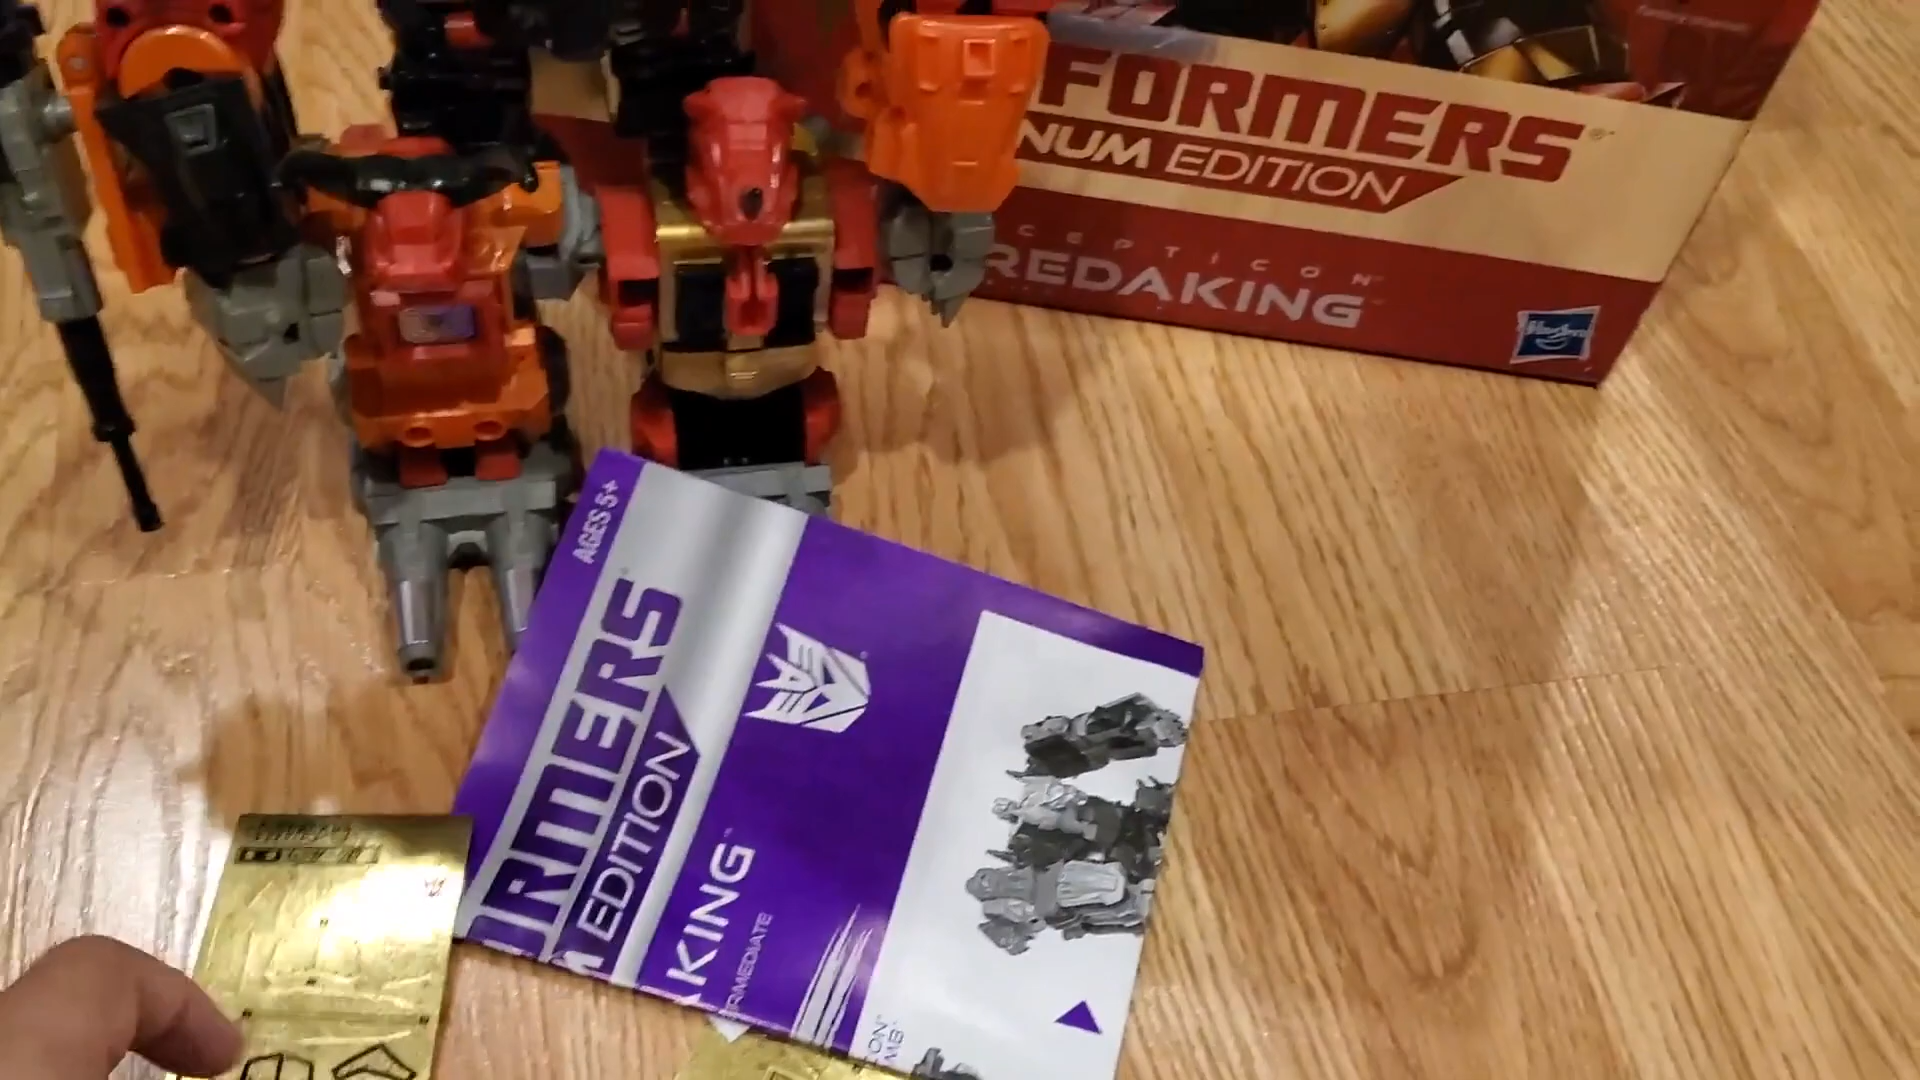 FORMERS
NUM EDITION
CEPTICON
REDAKING
Hasbro
AGES 5+
RMERS
EDITION
KING
RMEDIATE